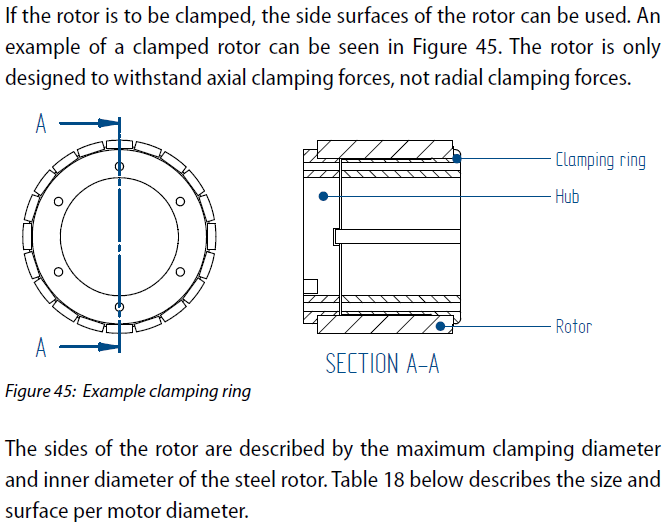 If the rotor is to be clamped, the side surfaces of the rotor can be used. An
example of a clamped rotor can be seen in Figure 45. The rotor is only
designed to withstand axial clamping forces, not radial clamping forces.
A
Clamping ring
Hub
Rotor
A
SECTION A-A
Figure 45: Example clamping ring
The sides of the rotor are described by the maximum clamping diameter
and inner diameter of the steel rotor. Table 18 below describes the size and
surface per motor diameter.